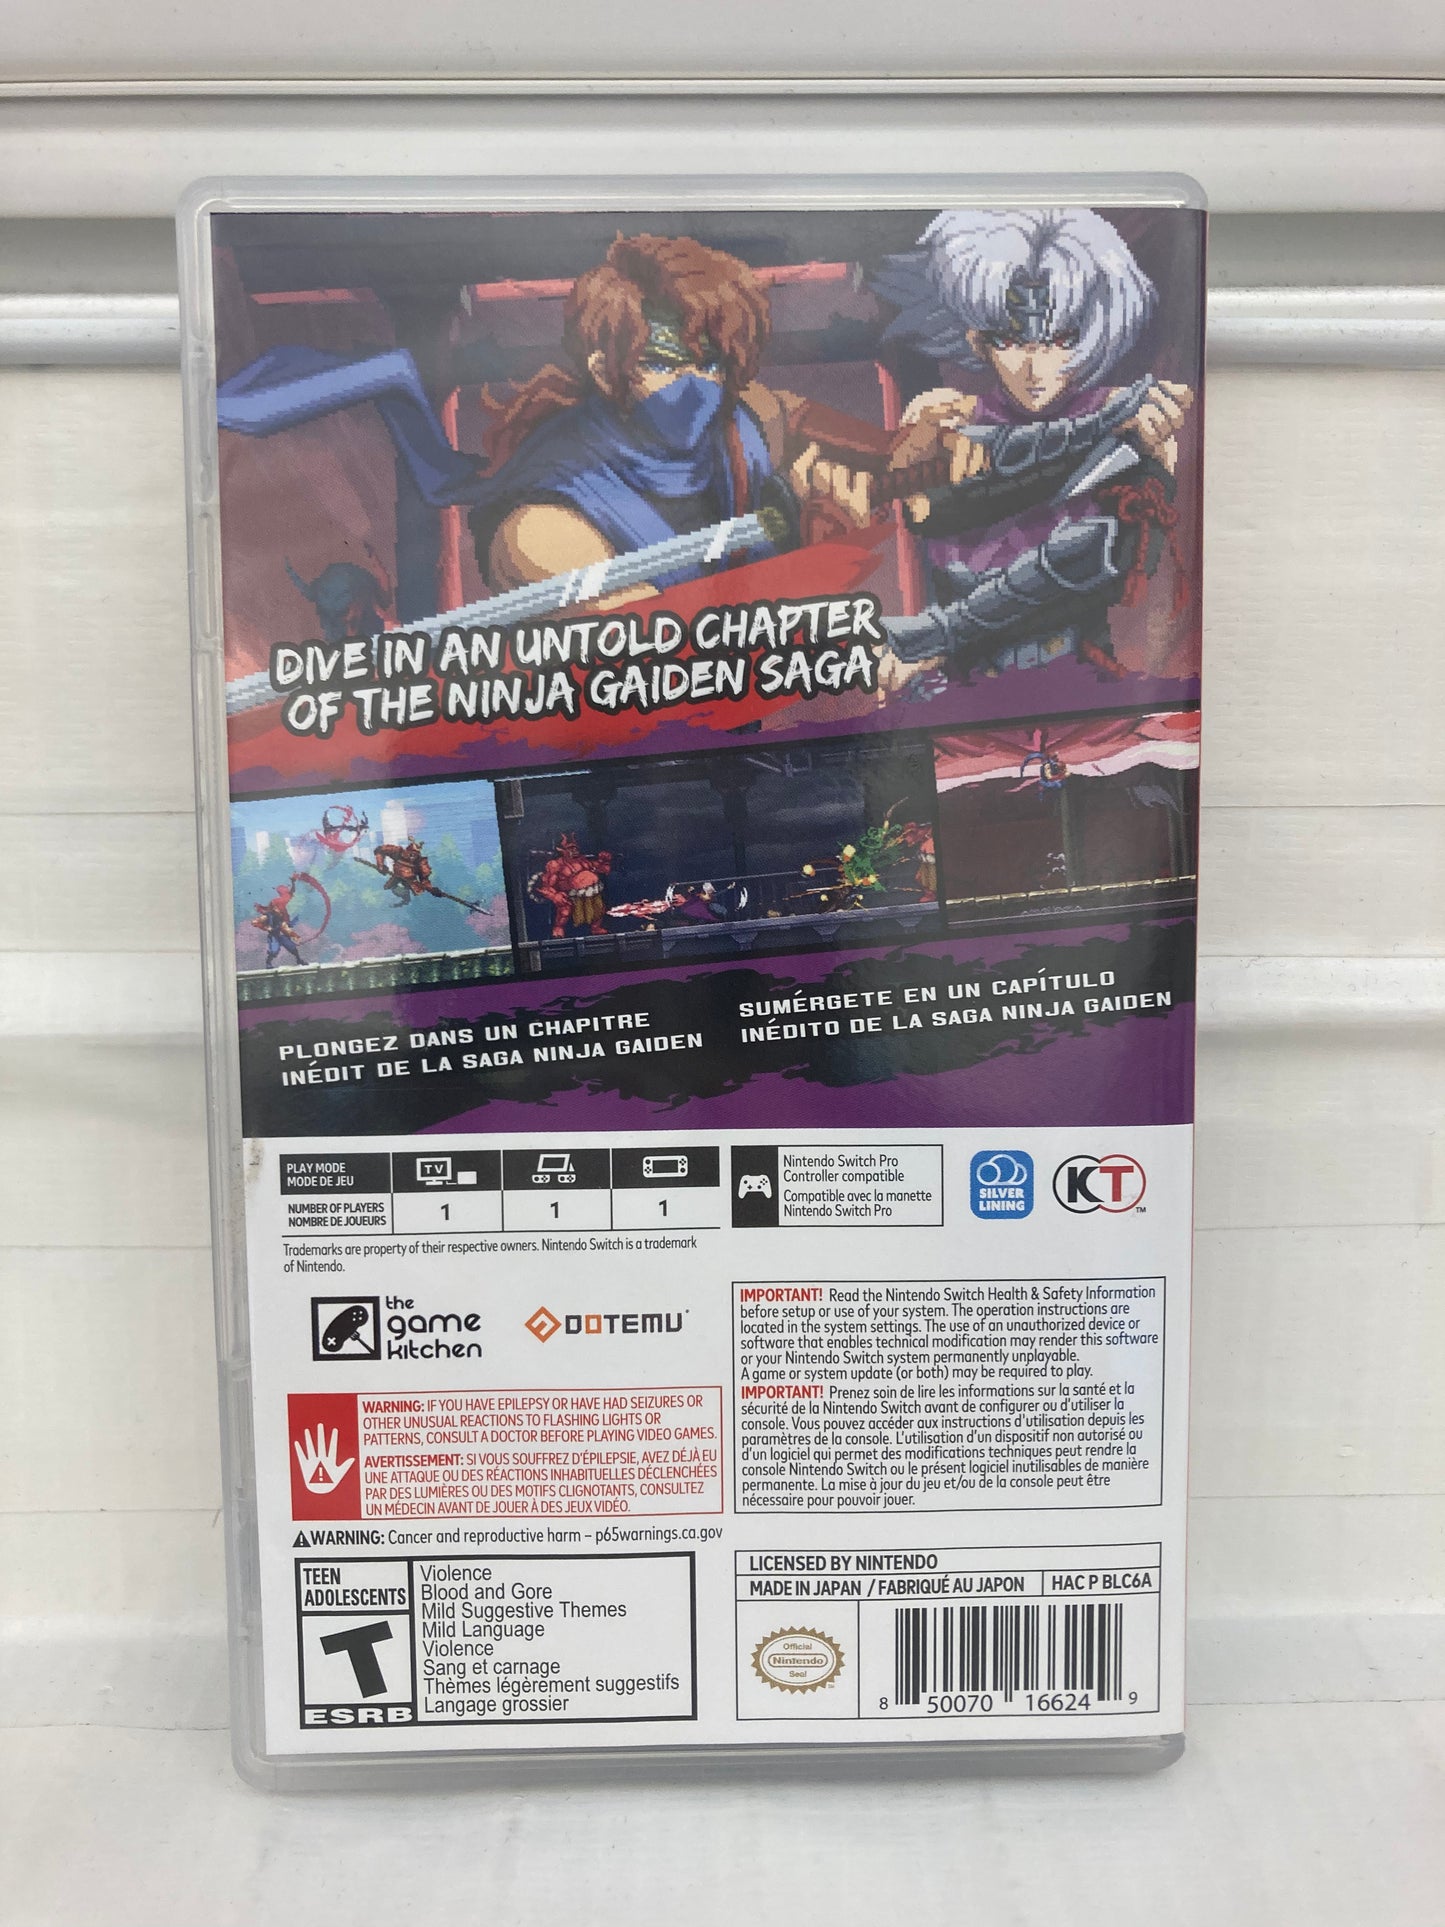 DIVE IN AN UNTOLD CHAPTER
OF THE NINJA GAIDEN SAGA
PLONGEZ DANS UN CHAPITRE
INÉDIT DE LA SAGA NINJA GAIDEN
SUMÉRGETE EN UN CAPÍTULO
INÉDITO DE LA SAGA NINJA GAIDEN
PLAY MODE
MODE DE JEU
TV
NUMBER OF PLAYERS
NOMBRE DE JOUEURS
1
1
1
Nintendo Switch Pro
Controller compatible
Compatible avec la manette
Nintendo Switch Pro
SILVER
LINING
KT
TM
Trademarks are property of their respective owners. Nintendo Switch is a trademark
of Nintendo.
the
game
kitchen
DOTEMU
IMPORTANT! Read the Nintendo Switch Health & Safety Information
before setup or use of your system. The operation instructions are
located in the system settings. The use of an unauthorized device or
software that enables technical modification may render this software
or your Nintendo Switch system permanently unplayable.
A game or system update (or both) may be required to play.
IMPORTANT! Prenez soin de lire les informations sur la santé et la
sécurité de la Nintendo Switch avant de configurer ou d'utiliser la
console. Vous pouvez accéder aux instructions d'utilisation depuis les
paramètres de la console. L'utilisation d'un dispositif non autorisé ou
d'un logiciel qui permet des modifications techniques peut rendre la
console Nintendo Switch ou le présent logiciel inutilisables de manière
permanente. La mise à jour du jeu et/ou de la console peut être
nécessaire pour pouvoir jouer.
WARNING: IF YOU HAVE EPILEPSY OR HAVE HAD SEIZURES OR
OTHER UNUSUAL REACTIONS TO FLASHING LIGHTS OR
PATTERNS, CONSULT A DOCTOR BEFORE PLAYING VIDEO GAMES.
AVERTISSEMENT: SI VOUS SOUFFREZ D'ÉPILEPSIE, AVEZ DÉJÀ EU
UNE ATTAQUE OU DES RÉACTIONS INHABITUELLES DÉCLENCHÉES
PAR DES LUMIÈRES OU DES MOTIFS CLIGNOTANTS, CONSULTEZ
UN MÉDECIN AVANT DE JOUER À DES JEUX VIDÉO.
WARNING: Cancer and reproductive harm – p65warnings.ca.gov
TEEN
ADOLESCENTS
T
ESRB
Violence
Blood and Gore
Mild Suggestive Themes
Mild Language
Violence
Sang et carnage
Thèmes légèrement suggestifs
Langage grossier
LICENSED BY NINTENDO
MADE IN JAPAN / FABRIQUÉ AU JAPON
HAC P BLC6A
Official
Nintendo
Seal
8 50070 16624 9